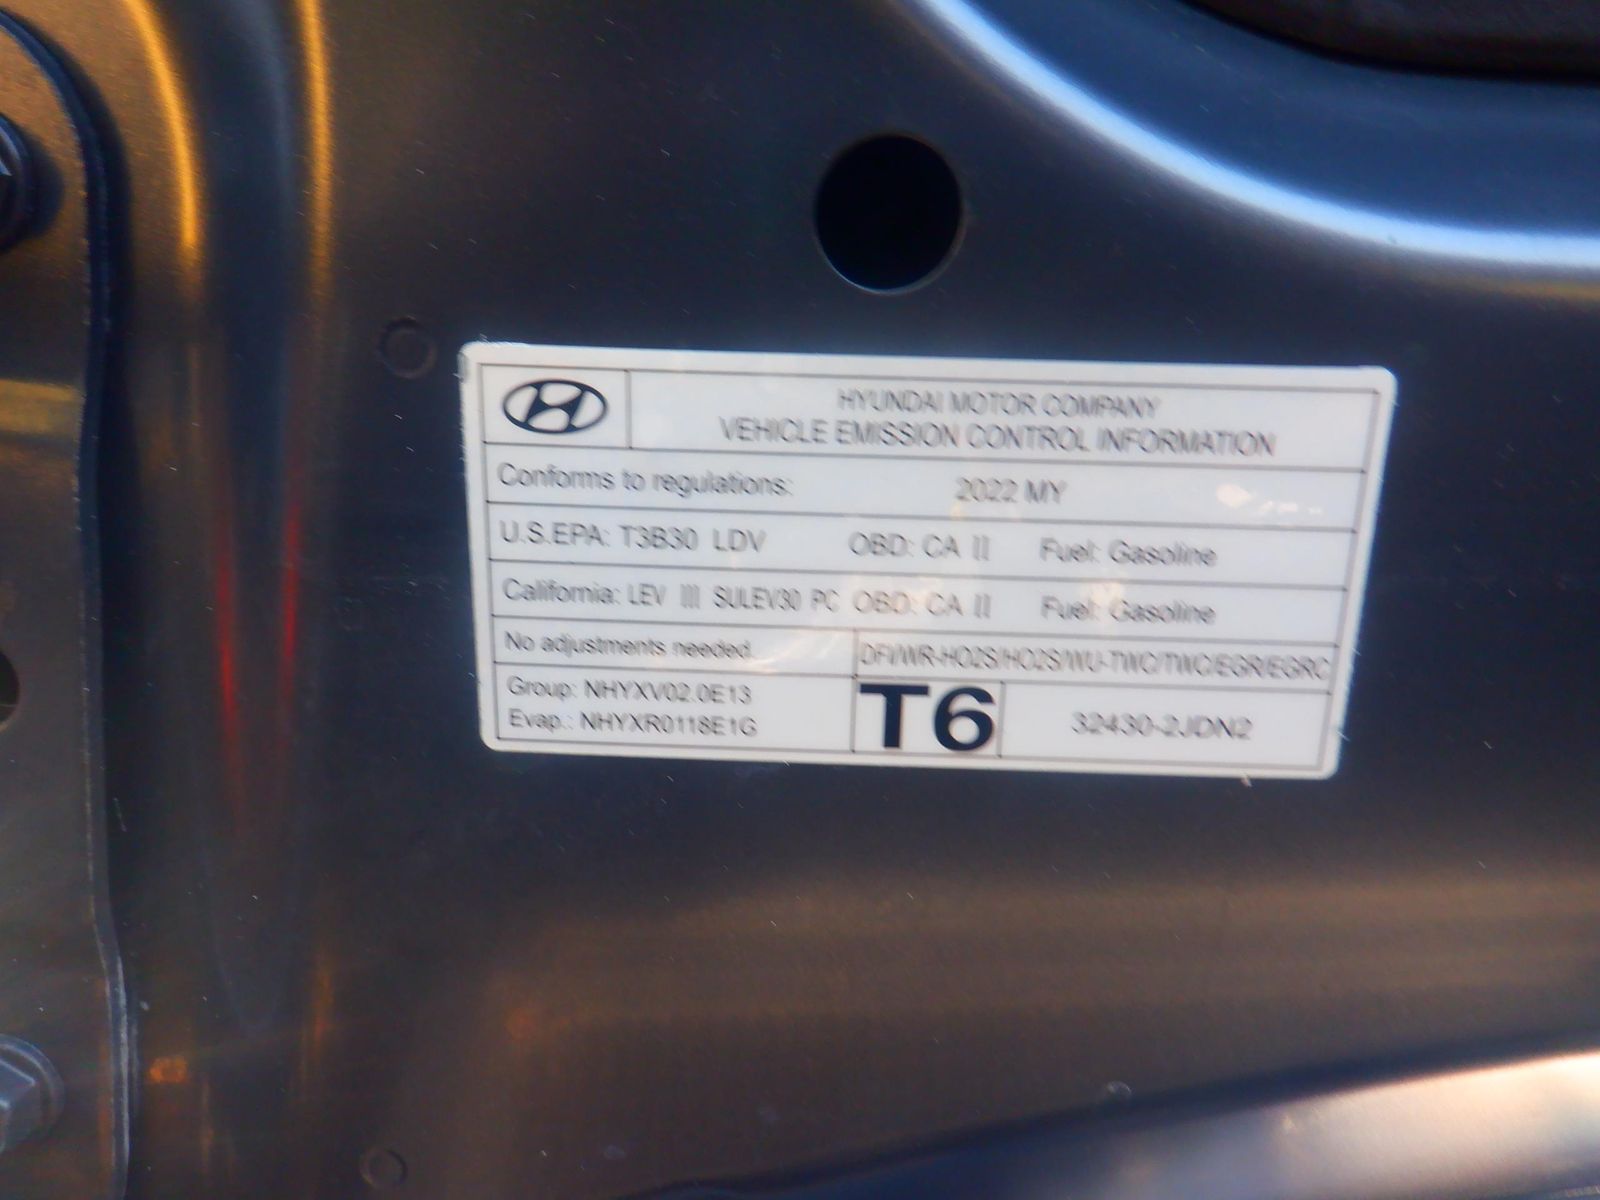 HYUNDAI MOTOR COMPANY
VEHICLE EMISSION CONTROL INFORMATION
Conforms to regulations: 2022 MY
U.S.EPA: T3B30 LDV OBD: CA II Fuel: Gasoline
California: LEV III SULEV30 PC OBD: CA II Fuel: Gasoline
No adjustments needed. DFI/WR-HO2S/HO2S/WU-TWC/TWC/EGR/EGRC
Group: NHYXV02.0E13
Evap.: NHYXR0118E1G
T6
32430-2JDN2